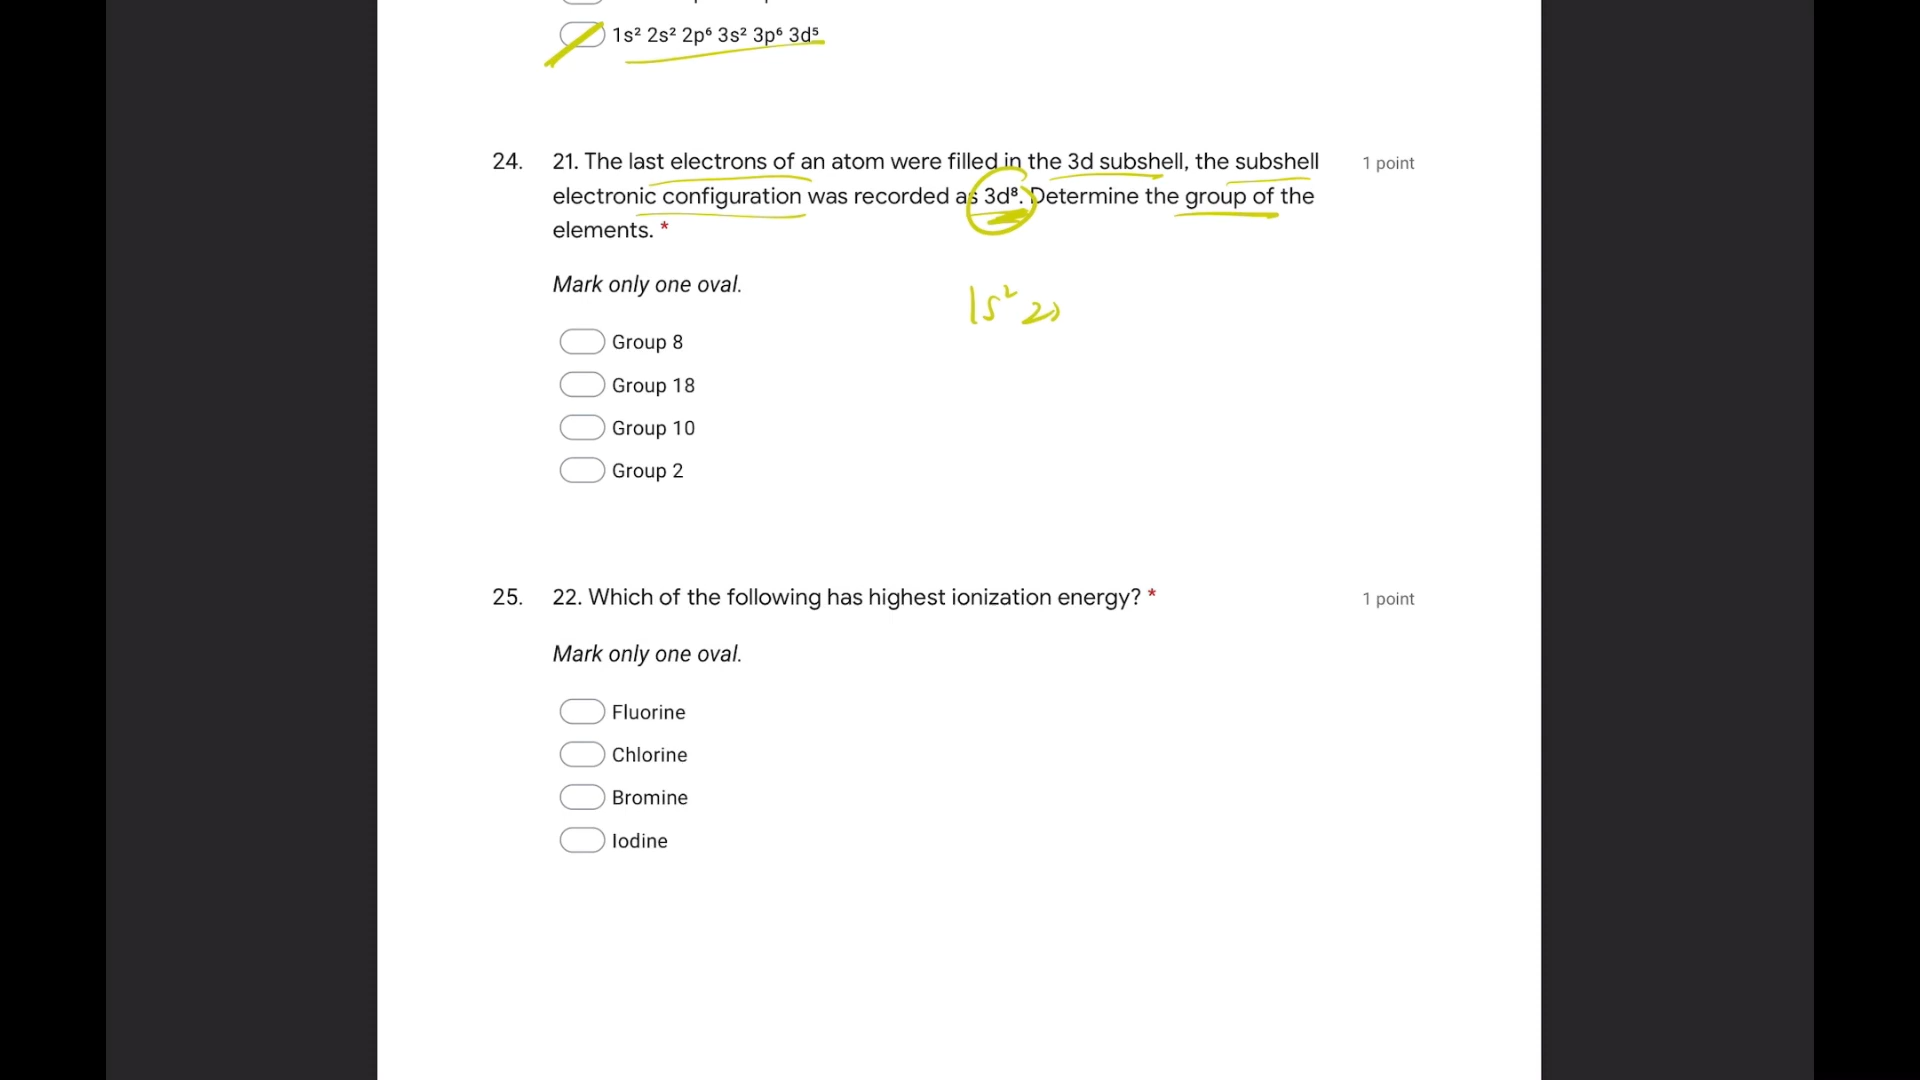 1s² 2s² 2p⁶ 3s² 3p⁶ 3d⁵
24. 21. The last electrons of an atom were filled in the 3d subshell, the subshell 1 point
electronic configuration was recorded as 3d⁸. Determine the group of the
elements. *
Mark only one oval.
1s² 2s
Group 8
Group 18
Group 10
Group 2
25. 22. Which of the following has highest ionization energy? * 1 point
Mark only one oval.
Fluorine
Chlorine
Bromine
Iodine